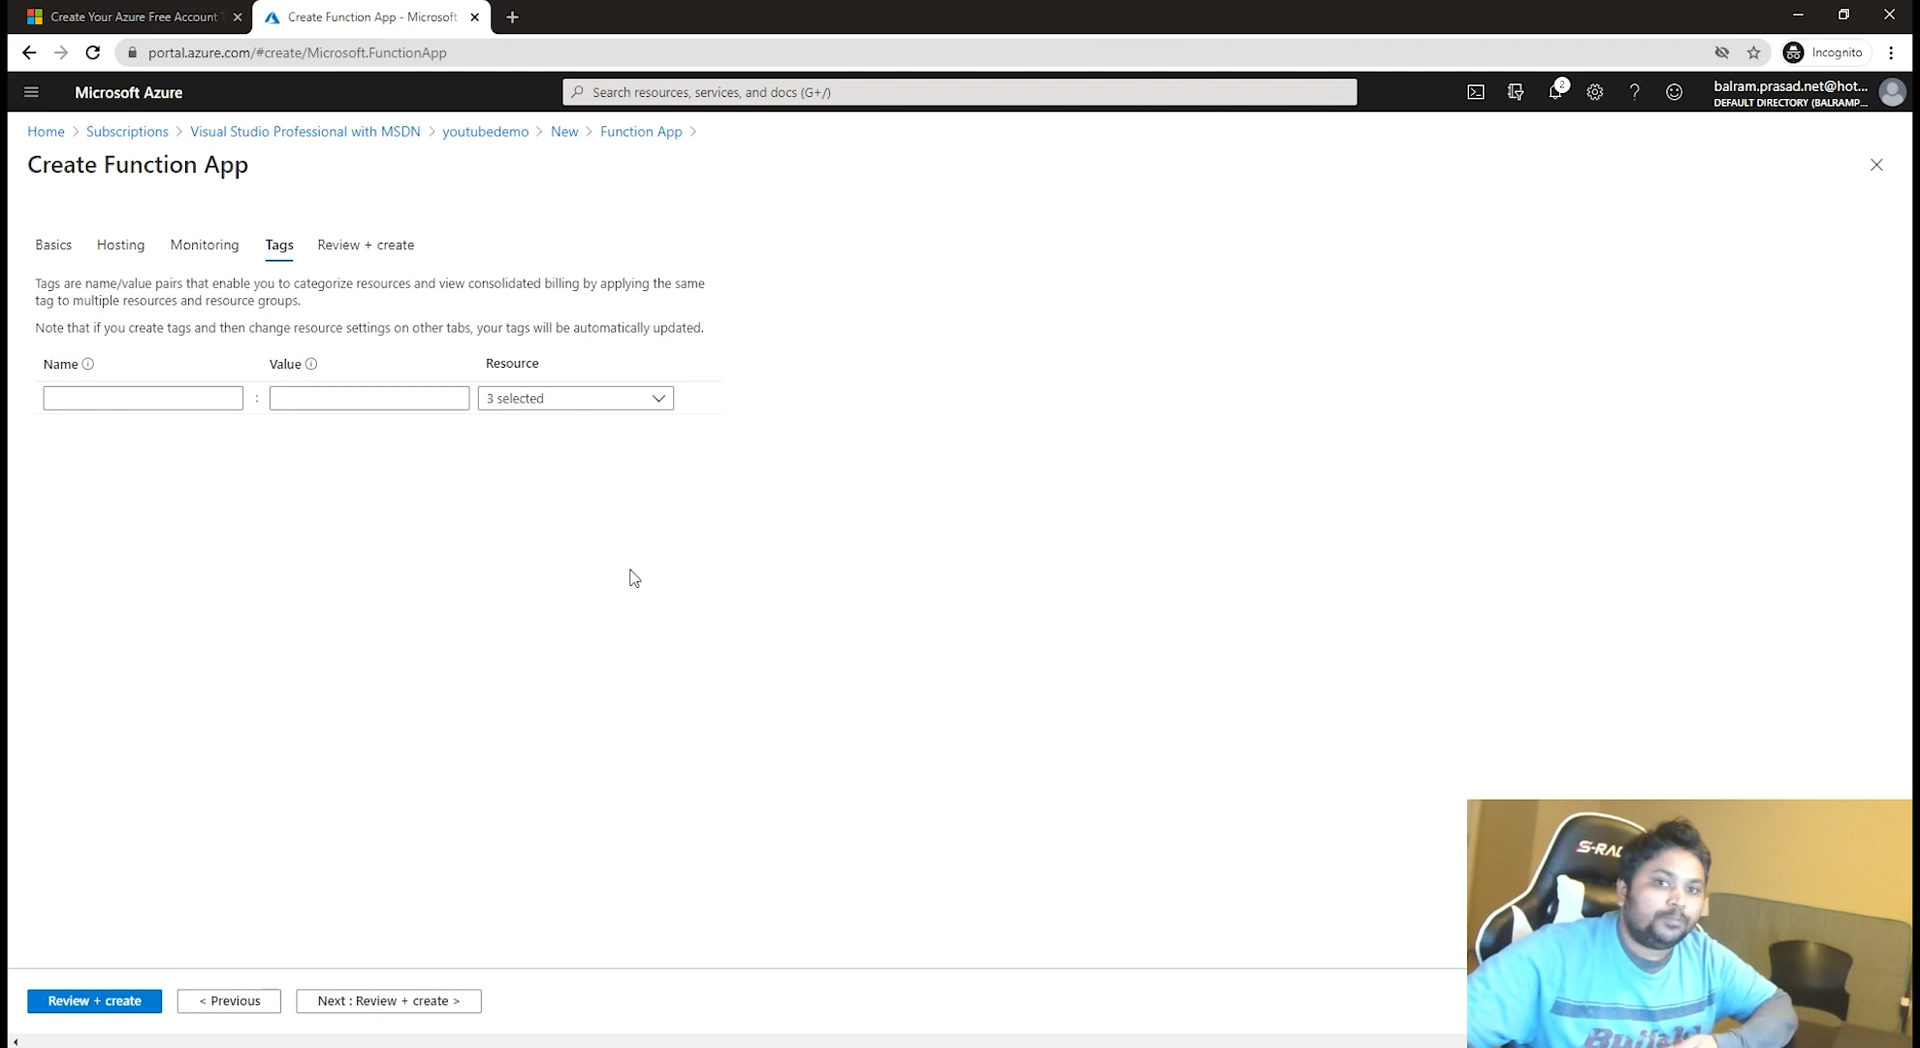 Create Your Azure Free Account
Create Function App - Microsoft
portal.azure.com/#create/Microsoft.FunctionApp
Incognito
Microsoft Azure
Search resources, services, and docs (G+/)
2
balram.prasad.net@hot...
DEFAULT DIRECTORY (BALRAMP...
Home > Subscriptions > Visual Studio Professional with MSDN > youtubedemo > New > Function App >
Create Function App
Basics Hosting Monitoring Tags Review + create
Tags are name/value pairs that enable you to categorize resources and view consolidated billing by applying the same
tag to multiple resources and resource groups.
Note that if you create tags and then change resource settings on other tabs, your tags will be automatically updated.
Name Value Resource
: 3 selected
S-RAC
Review + create < Previous Next : Review + create >